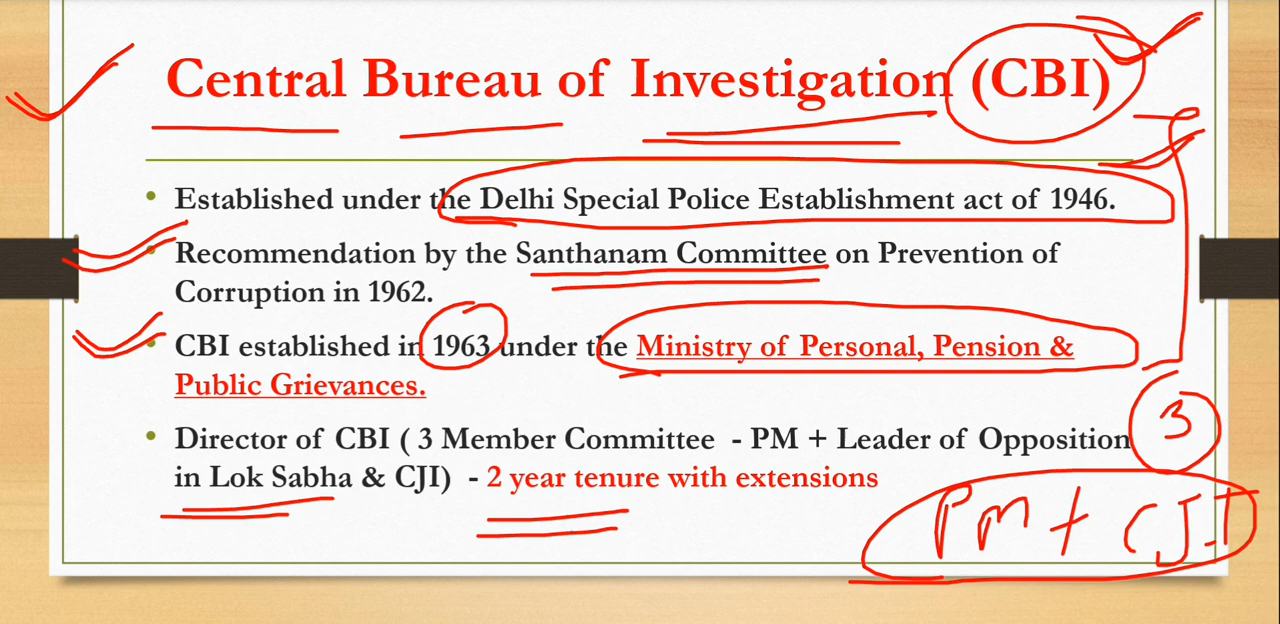 Central Bureau of Investigation (CBI)
• Established under the Delhi Special Police Establishment act of 1946.
• Recommendation by the Santhanam Committee on Prevention of
Corruption in 1962.
• CBI established in 1963 under the Ministry of Personal, Pension &
Public Grievances.
• Director of CBI ( 3 Member Committee - PM + Leader of Opposition
in Lok Sabha & CJI) - 2 year tenure with extensions
3
PM + CJI